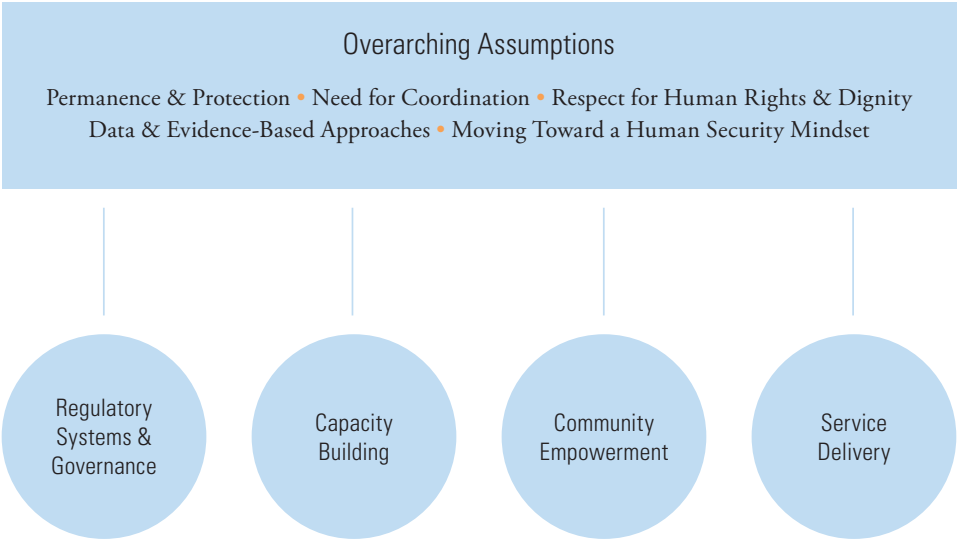 Overarching Assumptions
Permanence & Protection • Need for Coordination • Respect for Human Rights & Dignity
Data & Evidence-Based Approaches • Moving Toward a Human Security Mindset
Regulatory
Systems &
Governance
Capacity
Building
Community
Empowerment
Service
Delivery